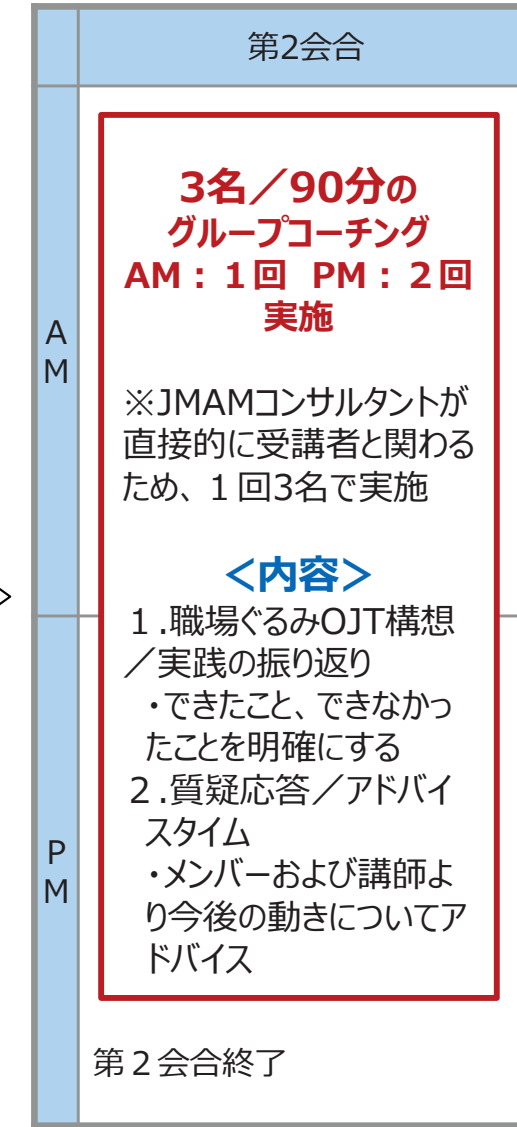 第2会合
AM
3名／90分の
グループコーチング
AM：1回 PM：2回
実施
※JMAMコンサルタントが
直接的に受講者と関わる
ため、１回3名で実施
＜内容＞
１.職場ぐるみOJT構想
／実践の振り返り
・できたこと、できなかっ
たことを明確にする
２.質疑応答／アドバイ
スタイム
・メンバーおよび講師よ
り今後の動きについてア
ドバイス
PM
第２会合終了